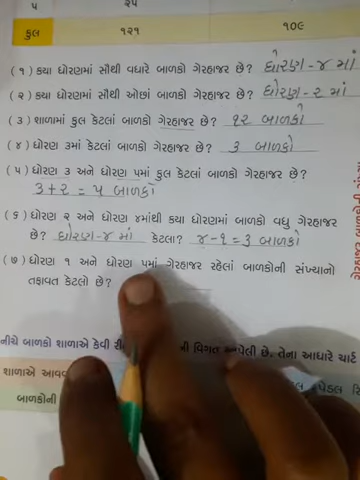 ૫ ૩૫
કુલ ૧૨૧ ૧૦૯
(૧) કયા ધોરણમાં સૌથી વધારે બાળકો ગેરહાજર છે? ધોરણ-૪ માં
(૨) કયા ધોરણમાં સૌથી ઓછાં બાળકો ગેરહાજર છે? ધોરણ-૨ માં
(૩) શાળામાં કુલ કેટલાં બાળકો ગેરહાજર છે? ૧૨ બાળકો
(૪) ધોરણ ૩માં કેટલાં બાળકો ગેરહાજર છે? ૩ બાળકો
(૫) ધોરણ ૩ અને ધોરણ ૫માં કુલ કેટલાં બાળકો ગેરહાજર છે?
૩+૨ = ૫ બાળકો
(૬) ધોરણ ૨ અને ધોરણ ૪માંથી કયા ધોરણમાં બાળકો વધુ ગેરહાજર
છે? ધોરણ-૪ માં કેટલા? ૪-૧ = ૩ બાળકો
(૭) ધોરણ ૧ અને ધોરણ ૫માં ગેરહાજર રહેલાં બાળકોની સંખ્યાનો
તફાવત કેટલો છે?
નીચે બાળકો શાળાએ કેવી રી ની વિગત આપેલી છે. તેના આધારે ચાર્ટ
શાળાએ આવવા
બાળકોની